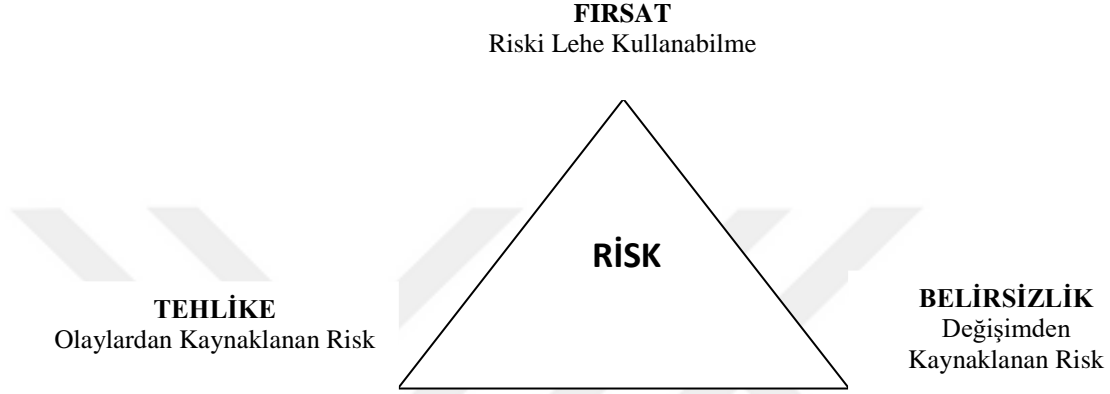 FIRSAT
Riski Lehe Kullanabilme
RİSK
TEHLİKE
Olaylardan Kaynaklanan Risk
BELİRSİZLİK
Değişimden
Kaynaklanan Risk